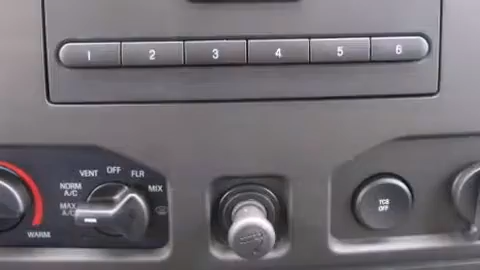 1 2 3 4 5 6
VENT OFF FLR
NORM
A/C
MIX
MAX
A/C
WARM
TCS
OFF